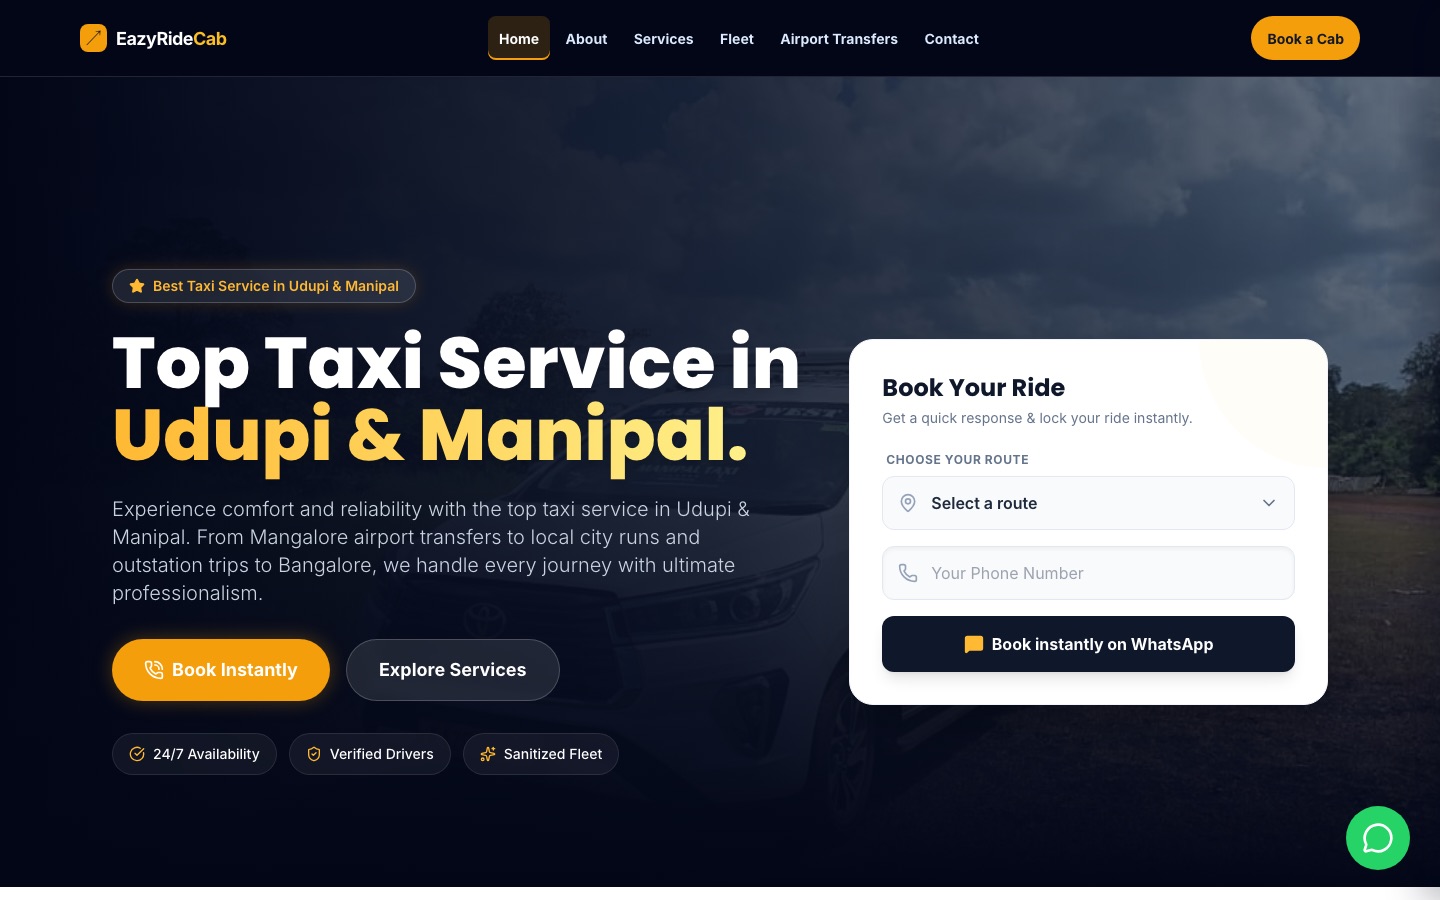 EazyRideCab
Home
About
Services
Fleet
Airport Transfers
Contact
Book a Cab
Best Taxi Service in Udupi & Manipal
Top Taxi Service in
Udupi & Manipal.
Experience comfort and reliability with the top taxi service in Udupi &
Manipal. From Mangalore airport transfers to local city runs and
outstation trips to Bangalore, we handle every journey with ultimate
professionalism.
Book Instantly
Explore Services
24/7 Availability
Verified Drivers
Sanitized Fleet
Book Your Ride
Get a quick response & lock your ride instantly.
CHOOSE YOUR ROUTE
Select a route
Your Phone Number
Book instantly on WhatsApp